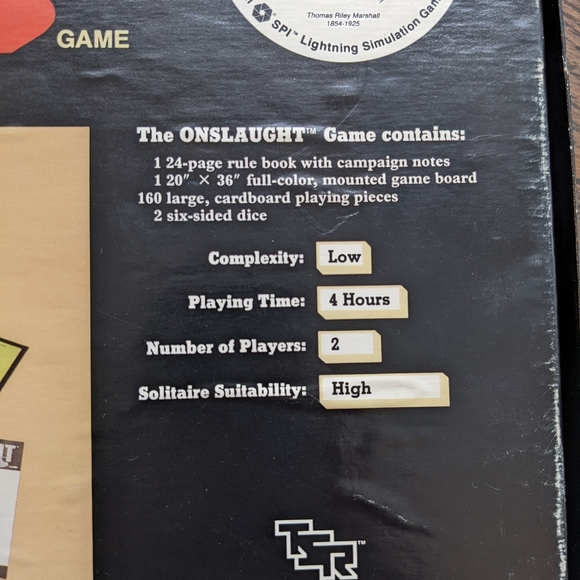 GAME
Thomas Riley Marshall
1854-1925
SPI™ Lightning Simulation Gam
The ONSLAUGHT™ Game contains:
1 24-page rule book with campaign notes
1 20" × 36" full-color, mounted game board
160 large, cardboard playing pieces
2 six-sided dice
Complexity: Low
Playing Time: 4 Hours
Number of Players: 2
Solitaire Suitability: High
TSR™